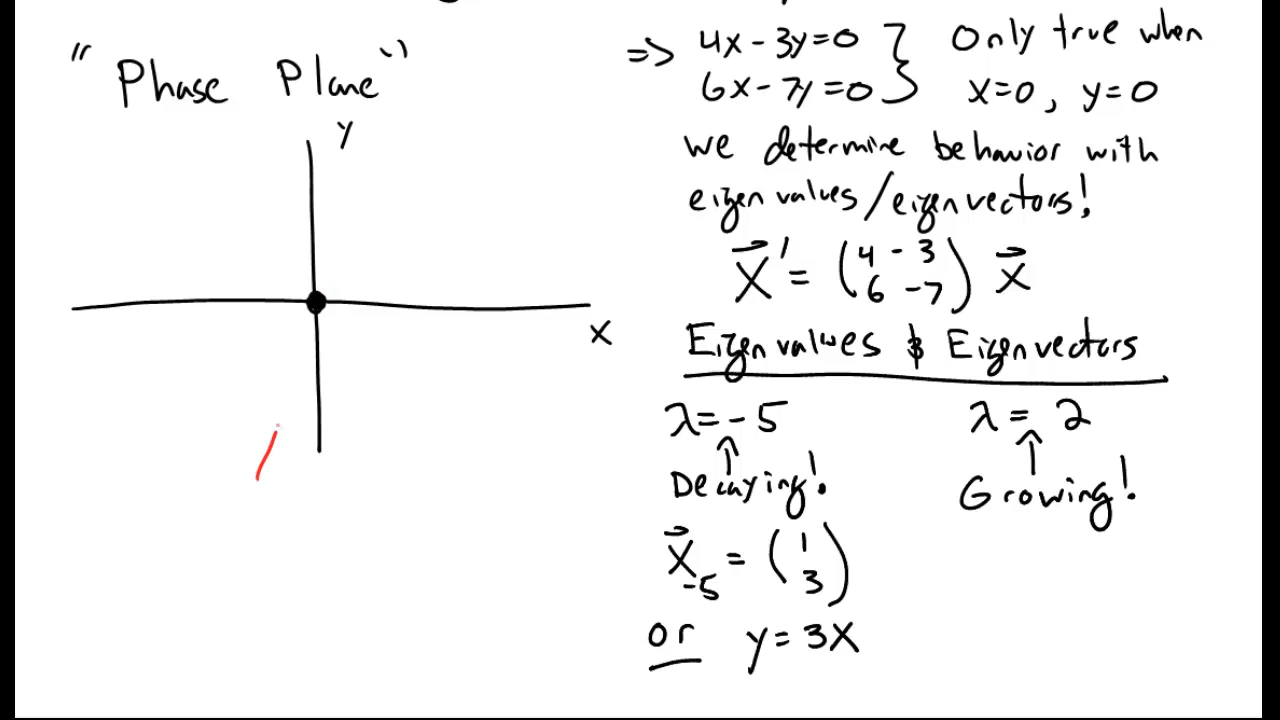 "Phase Plane"
y
x
=> 4x - 3y = 0 } Only true when
6x - 7y = 0 x=0, y=0
we determine behavior with
eigenvalues/eigenvectors!
X⃗' = (4 -3
6 -7) X⃗
Eigenvalues & Eigenvectors
λ = -5 λ = 2
↑ ↑
Decaying! Growing!
X⃗₋₅ = (1
3)
or y = 3x